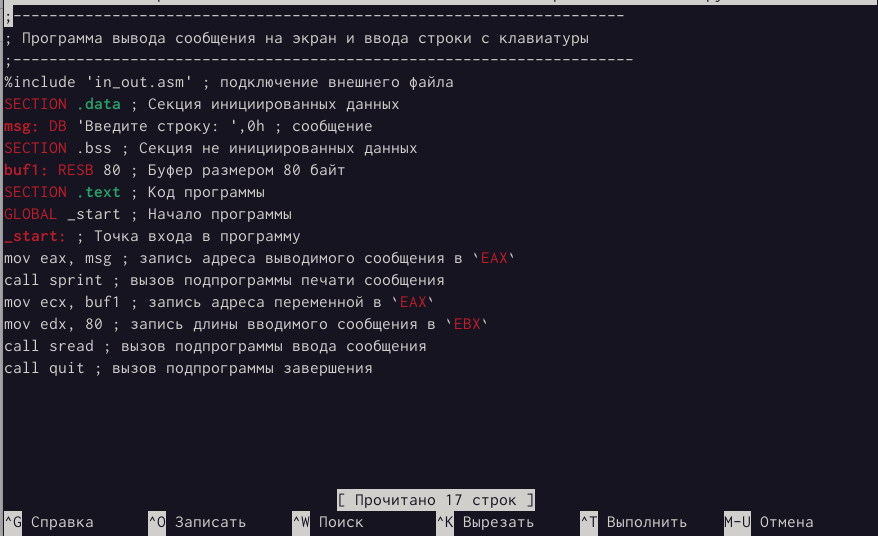 ;--------------------------------------------------------------------
; Программа вывода сообщения на экран и ввода строки с клавиатуры
;---------------------------------------------------------------------
%include 'in_out.asm' ; подключение внешнего файла
SECTION .data ; Секция инициированных данных
msg: DB 'Введите строку: ',0h ; сообщение
SECTION .bss ; Секция не инициированных данных
buf1: RESB 80 ; Буфер размером 80 байт
SECTION .text ; Код программы
GLOBAL _start ; Начало программы
_start: ; Точка входа в программу
mov eax, msg ; запись адреса выводимого сообщения в `EAX`
call sprint ; вызов подпрограммы печати сообщения
mov ecx, buf1 ; запись адреса переменной в `EAX`
mov edx, 80 ; запись длины вводимого сообщения в `EBX`
call sread ; вызов подпрограммы ввода сообщения
call quit ; вызов подпрограммы завершения
[ Прочитано 17 строк ]
^G Справка ^O Записать ^W Поиск ^K Вырезать ^T Выполнить M-U Отмена